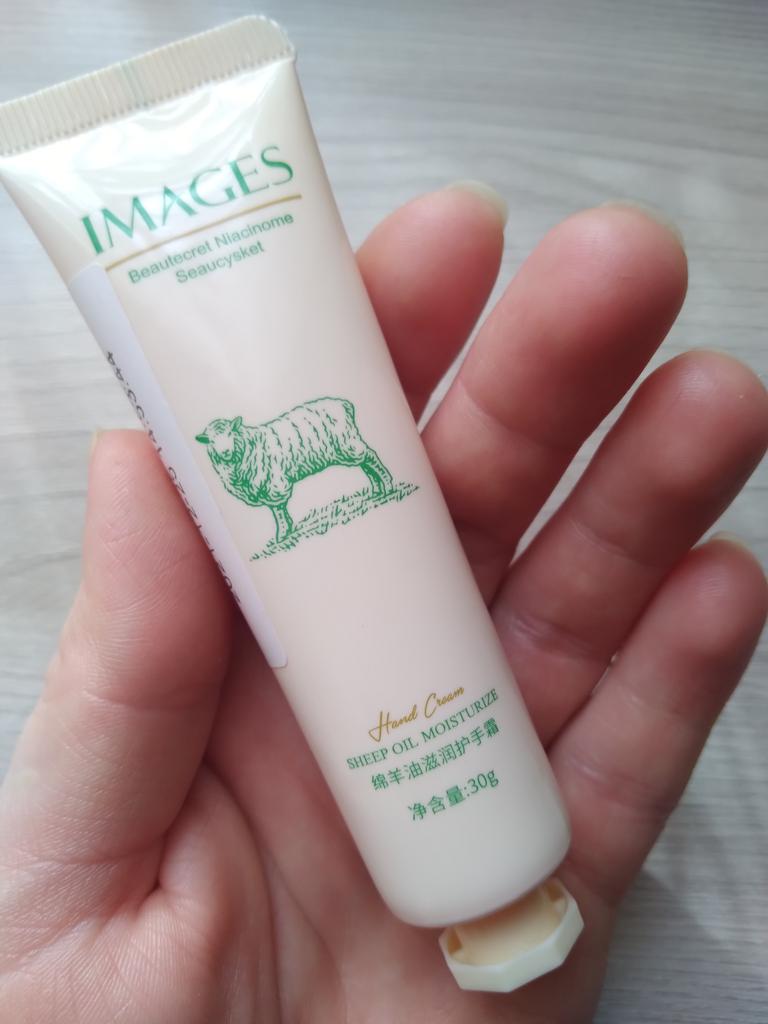 IMAGES
Beautecret Niacinome
Seaucysket
Hand Cream
SHEEP OIL MOISTURIZE
绵羊油滋润护手霜
净含量:30g